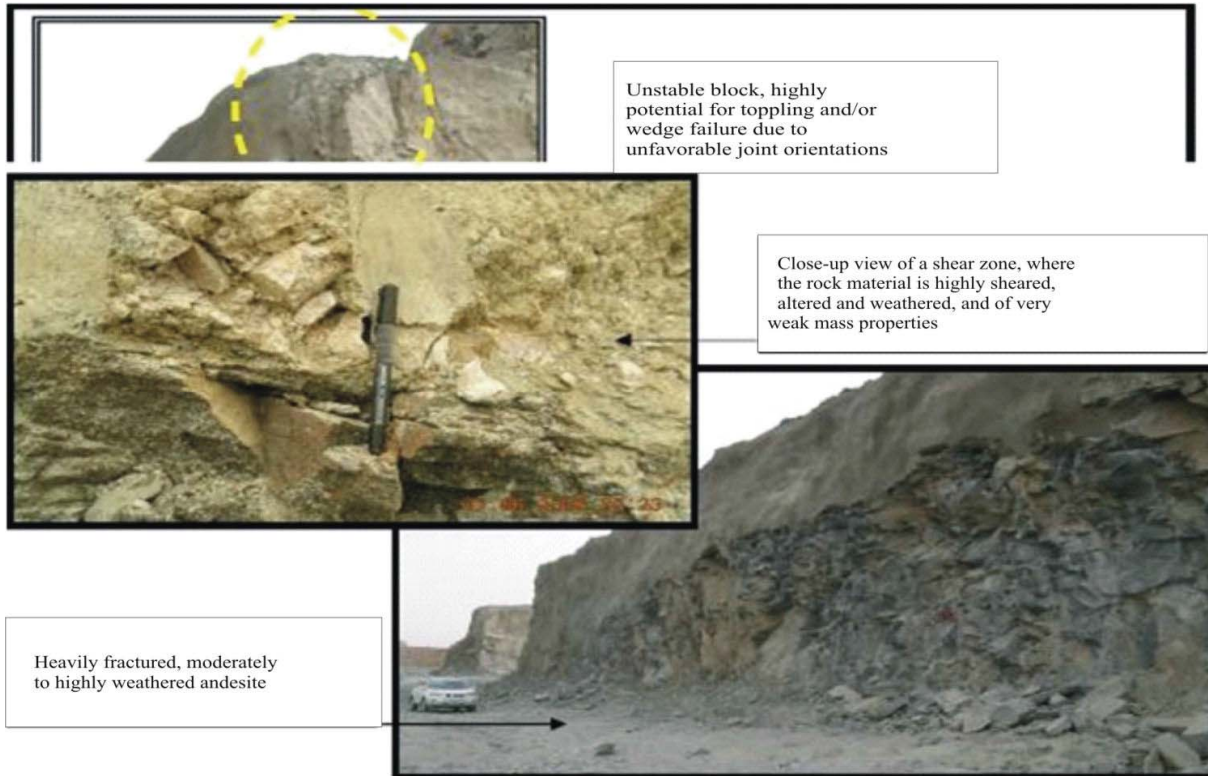 Unstable block, highly
potential for toppling and/or
wedge failure due to
unfavorable joint orientations
Close-up view of a shear zone, where
the rock material is highly sheared,
altered and weathered, and of very
weak mass properties
Heavily fractured, moderately
to highly weathered andesite